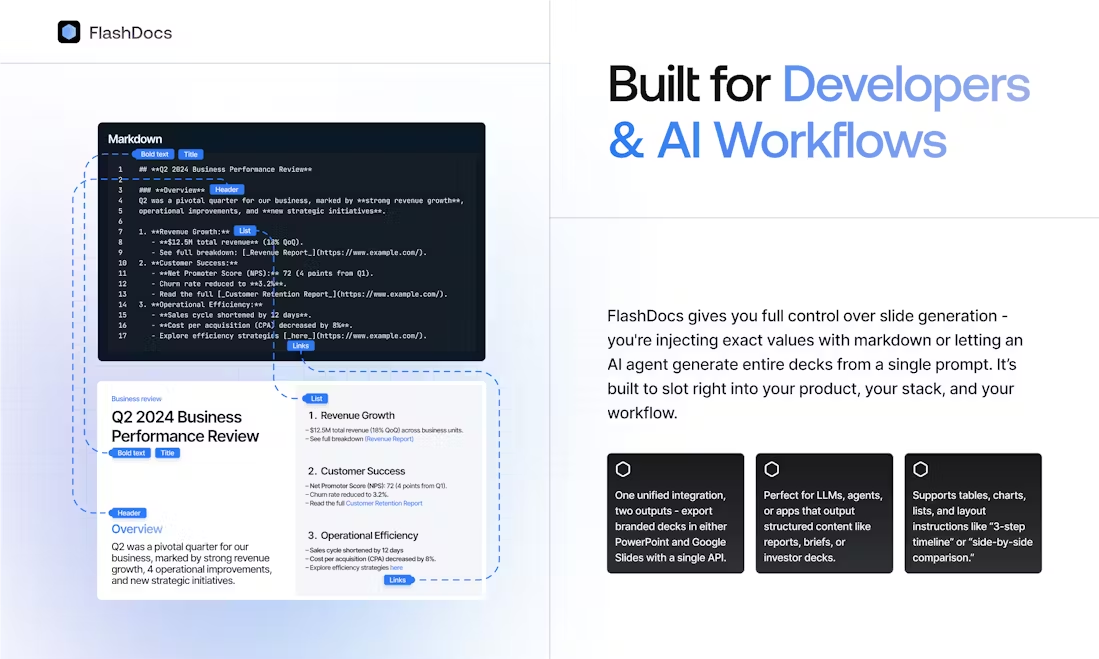 FlashDocs
Built for Developers
& AI Workflows
Markdown
Bold text
Title
1 ## **Q2 2024 Business Performance Review**
2
3 ### **Overview**
Header
4 Q2 was a pivotal quarter for our business, marked by **strong revenue growth**,
5 operational improvements, and **new strategic initiatives**.
6
7 1. **Revenue Growth:**
List
8 - **$12.5M total revenue** (18% QoQ).
9 - See full breakdown: [_Revenue Report_](https://www.example.com/).
10 2. **Customer Success:**
11 - **Net Promoter Score (NPS):** 72 (4 points from Q1).
12 - Churn rate reduced to **3.2%**.
13 - Read the full [_Customer Retention Report_](https://www.example.com/).
14 3. **Operational Efficiency:**
15 - **Sales cycle shortened by 12 days**.
16 - **Cost per acquisition (CPA) decreased by 8%**.
17 - Explore efficiency strategies [_here_](https://www.example.com/).
Links
Business review
Q2 2024 Business
Performance Review
Bold text
Title
Header
Overview
Q2 was a pivotal quarter for our
business, marked by strong revenue
growth, 4 operational improvements,
and new strategic initiatives.
List
1. Revenue Growth
– $12.5M total revenue (18% QoQ) across business units.
– See full breakdown (Revenue Report)
2. Customer Success
– Net Promoter Score (NPS): 72 (4 points from Q1).
– Churn rate reduced to 3.2%.
– Read the full Customer Retention Report
3. Operational Efficiency
– Sales cycle shortened by 12 days
– Cost per acquisition (CPA) decreased by 8%.
– Explore efficiency strategies here
Links
FlashDocs gives you full control over slide generation -
you're injecting exact values with markdown or letting an
AI agent generate entire decks from a single prompt. It's
built to slot right into your product, your stack, and your
workflow.
One unified integration,
two outputs - export
branded decks in either
PowerPoint and Google
Slides with a single API.
Perfect for LLMs, agents,
or apps that output
structured content like
reports, briefs, or
investor decks.
Supports tables, charts,
lists, and layout
instructions like “3-step
timeline” or “side-by-side
comparison.”